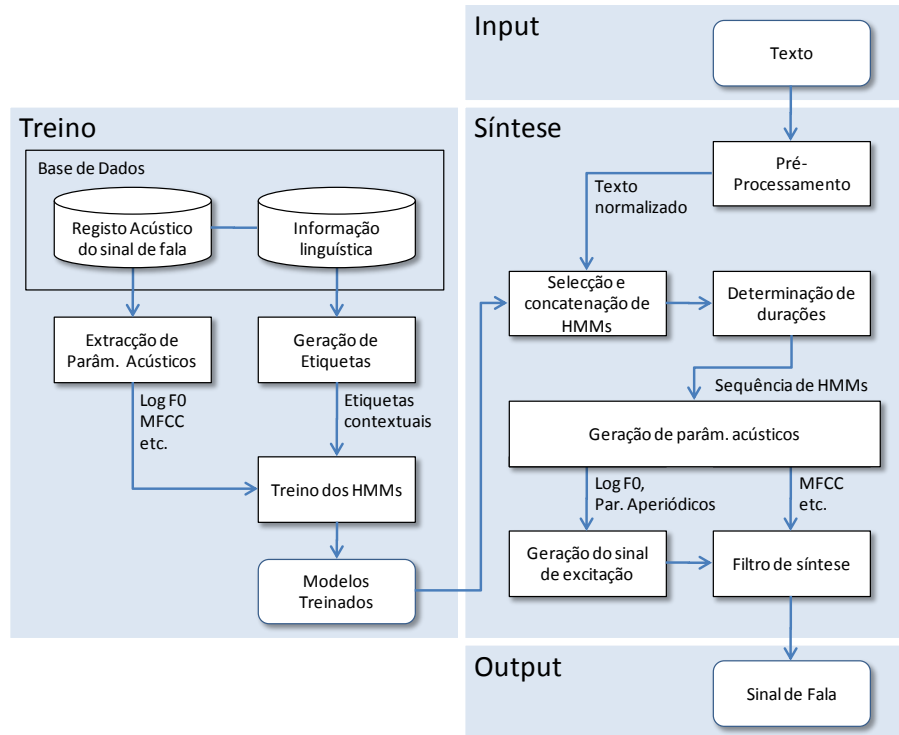 Input
Texto
Treino
Base de Dados
Registo Acústico
do sinal de fala
Informação
linguística
Extracção de
Parâm. Acústicos
Geração de
Etiquetas
Log F0
MFCC
etc.
Etiquetas
contextuais
Treino dos HMMs
Modelos
Treinados
Síntese
Pré-
Processamento
Texto
normalizado
Selecção e
concatenação de
HMMs
Determinação de
durações
Sequência de HMMs
Geração de parâm. acústicos
Log F0,
Par. Aperiódicos
MFCC
etc.
Geração do sinal
de excitação
Filtro de síntese
Output
Sinal de Fala